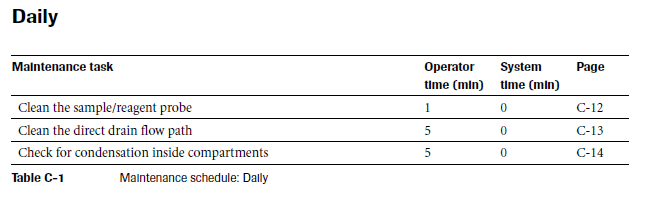 Daily
Maintenance task Operator time (min) System time (min) Page
Clean the sample/reagent probe 1 0 C-12
Clean the direct drain flow path 5 0 C-13
Check for condensation inside compartments 5 0 C-14
Table C-1 Maintenance schedule: Daily